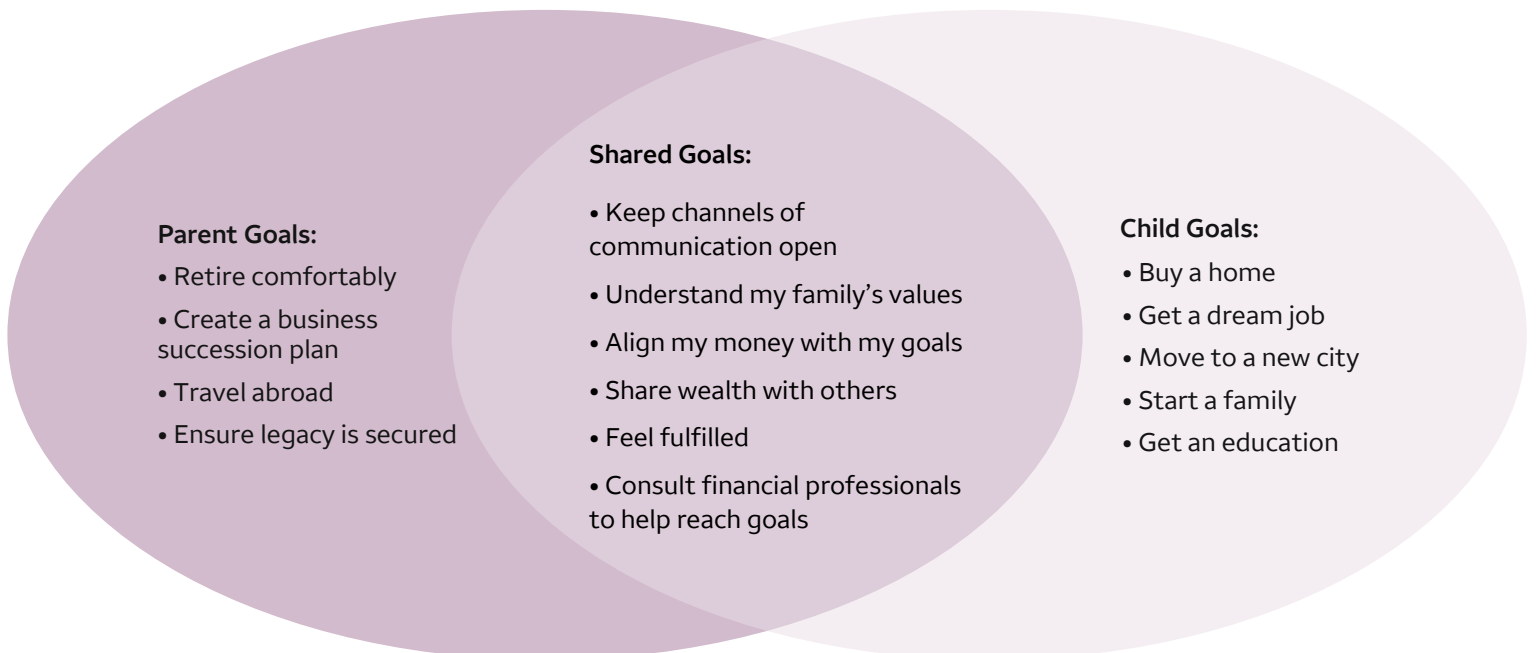 Parent Goals:
• Retire comfortably
• Create a business
succession plan
• Travel abroad
• Ensure legacy is secured
Shared Goals:
• Keep channels of
communication open
• Understand my family’s values
• Align my money with my goals
• Share wealth with others
• Feel fulfilled
• Consult financial professionals
to help reach goals
Child Goals:
• Buy a home
• Get a dream job
• Move to a new city
• Start a family
• Get an education